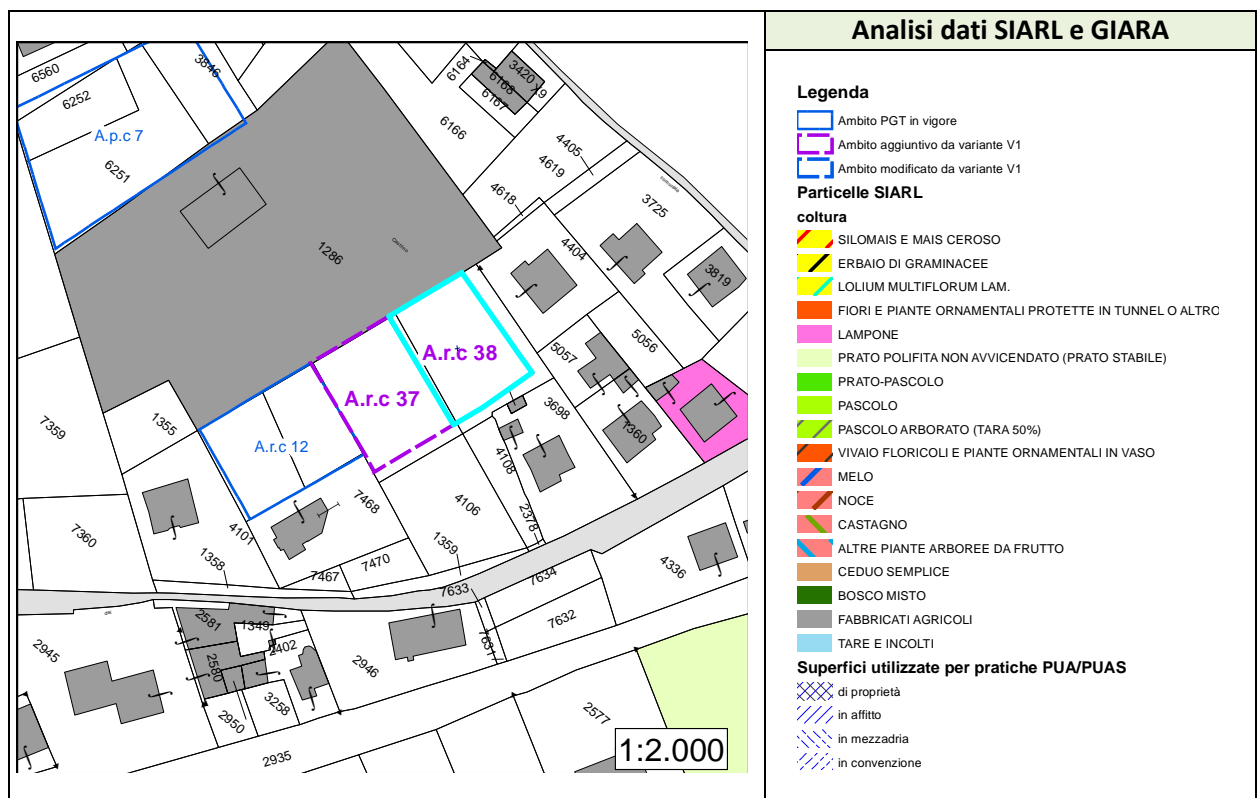 Analisi dati SIARL e GIARA
6560
6252
3846
A.p.c 7
6251
1286
6164
3420
X9
6168
6167
6166
4405
4619
4618
3725
4404
3819
A.r.c 38
5057
5056
A.r.c 37
1355
7359
A.r.c 12
3698
1360
4108
7468
4106
2378
4101
7360
1358
1359
7470
7467
4336
7634
7633
7632
7631
2581
1349
2402
2945
2946
2580
3258
2950
2577
2935
1:2.000
Legenda
Ambito PGT in vigore
Ambito aggiuntivo da variante V1
Ambito modificato da variante V1
Particelle SIARL
coltura
SILOMAIS E MAIS CEROSO
ERBAIO DI GRAMINACEE
LOLIUM MULTIFLORUM LAM.
FIORI E PIANTE ORNAMENTALI PROTETTE IN TUNNEL O ALTRO
LAMPONE
PRATO POLIFITA NON AVVICENDATO (PRATO STABILE)
PRATO-PASCOLO
PASCOLO
PASCOLO ARBORATO (TARA 50%)
VIVAIO FLORICOLI E PIANTE ORNAMENTALI IN VASO
MELO
NOCE
CASTAGNO
ALTRE PIANTE ARBOREE DA FRUTTO
CEDUO SEMPLICE
BOSCO MISTO
FABBRICATI AGRICOLI
TARE E INCOLTI
Superfici utilizzate per pratiche PUA/PUAS
di proprietà
in affitto
in mezzadria
in convenzione